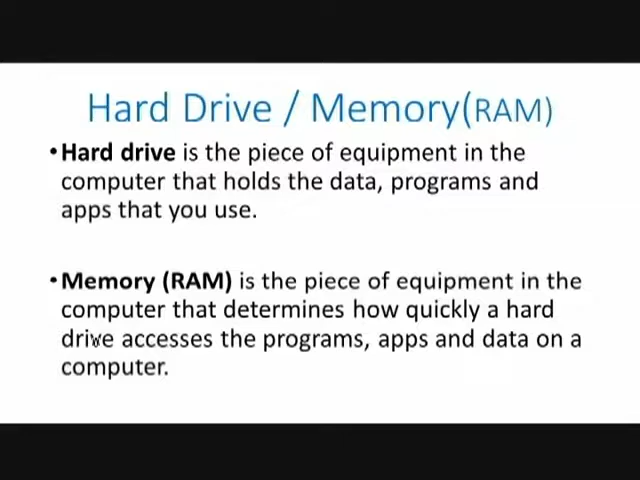 Hard Drive / Memory(RAM)
•Hard drive is the piece of equipment in the
computer that holds the data, programs and
apps that you use.
•Memory (RAM) is the piece of equipment in the
computer that determines how quickly a hard
drive accesses the programs, apps and data on a
computer.